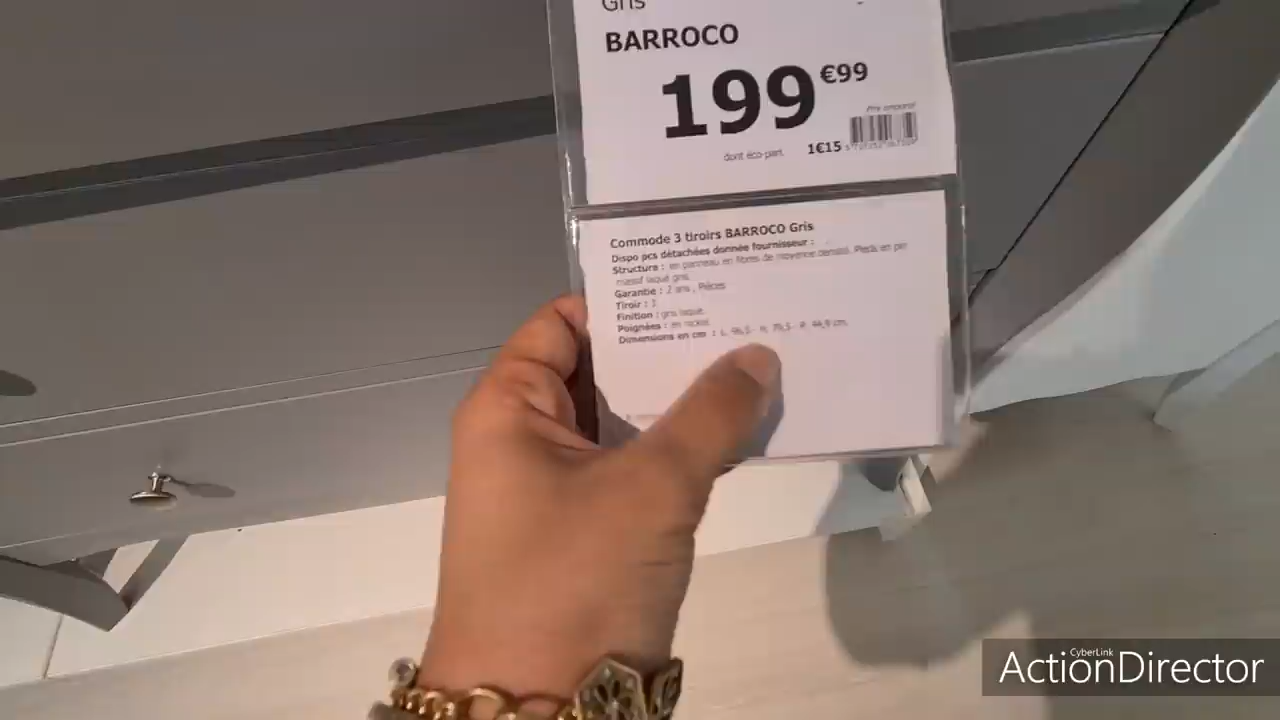 Gris
BARROCO
199€99
Prix emporté
dont éco-part. 1€15
Commode 3 tiroirs BARROCO Gris
Dispo pcs détachées donnée fournisseur :
Structure : en panneau en fibres de moyenne densité. Pieds en pin
massif laqué gris.
Garantie : 2 ans , Pièces
Tiroir : 3
Finition : gris laqué.
Poignées : en nickel.
Dimensions en cm : L. 96,5 - H. 79,5 - P. 44,9 cm.
CyberLink
ActionDirector